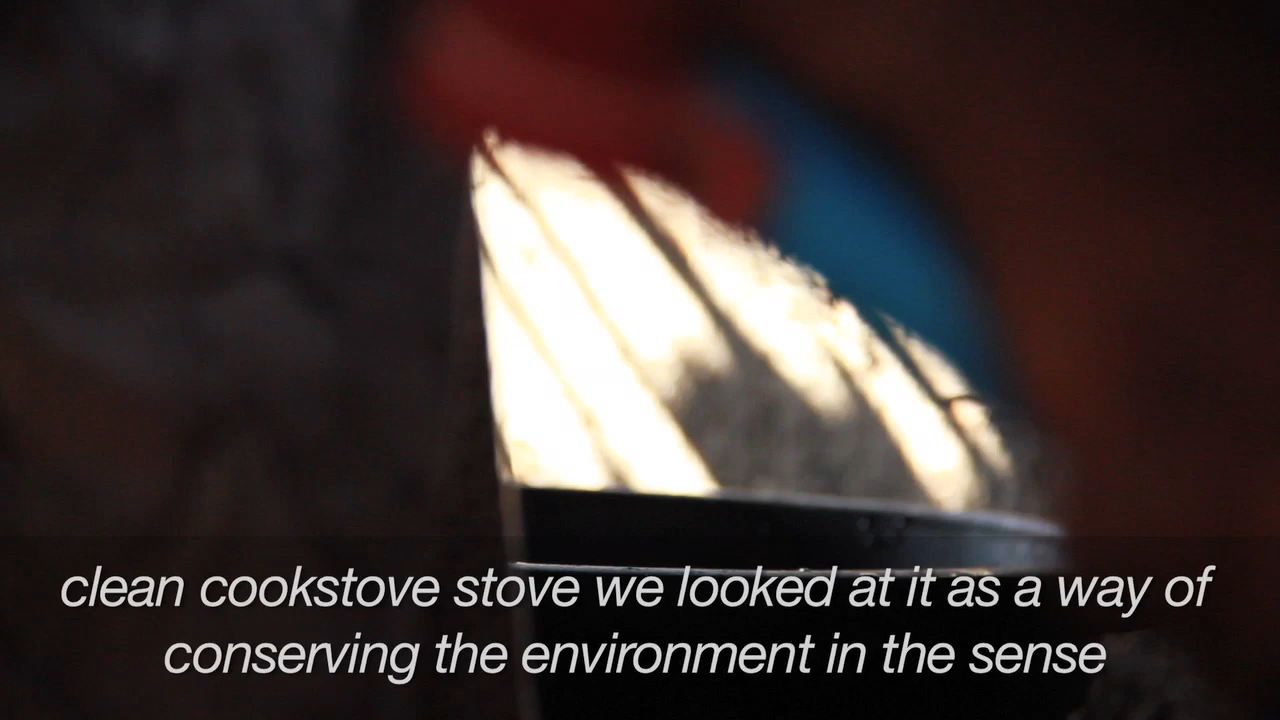 clean cookstove stove we looked at it as a way of
conserving the environment in the sense